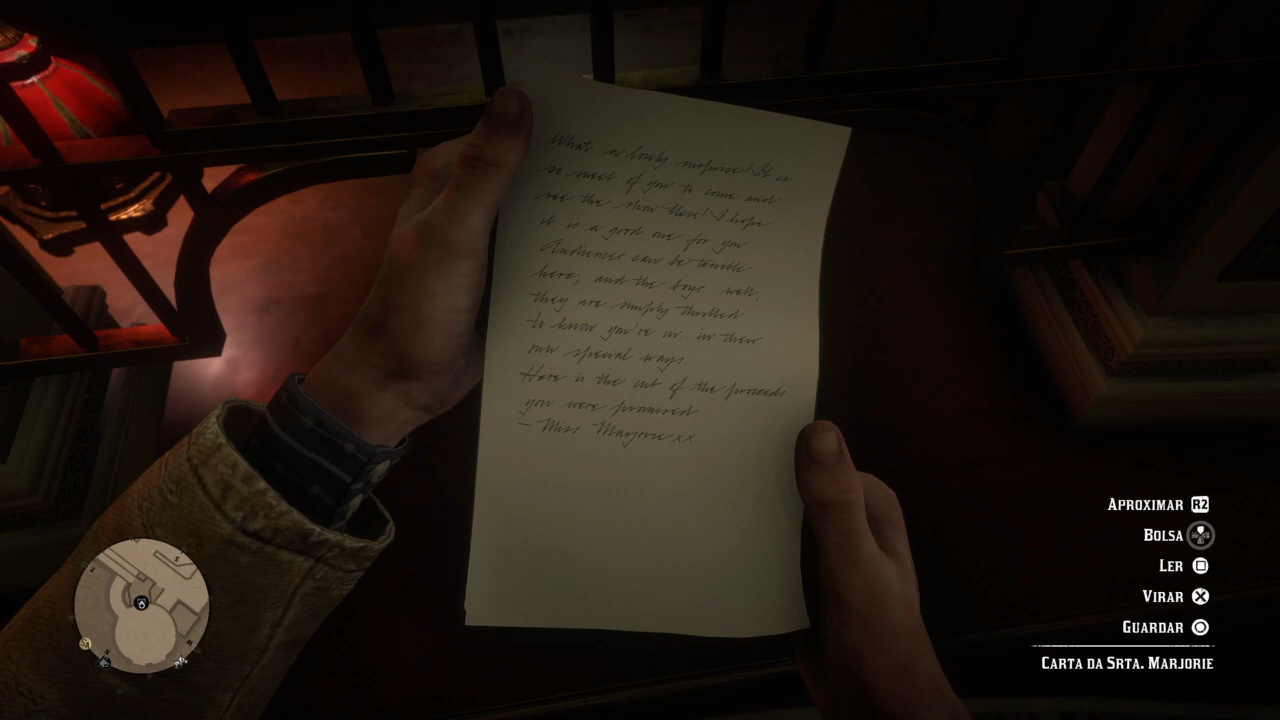 What a lovely surprise! It is
so sweet of you to come and
see the show Bless! I hope
it is a good one for you.
Audiences can be terrible
here, and the boys.. well,
they are simply thrilled
to know you're in.. in their
own special ways.
Here is the cut of the proceeds
you were promised
— Miss Marjorie xx
APROXIMAR R2
BOLSA
LER
VIRAR
GUARDAR
CARTA DA SRTA. MARJORIE